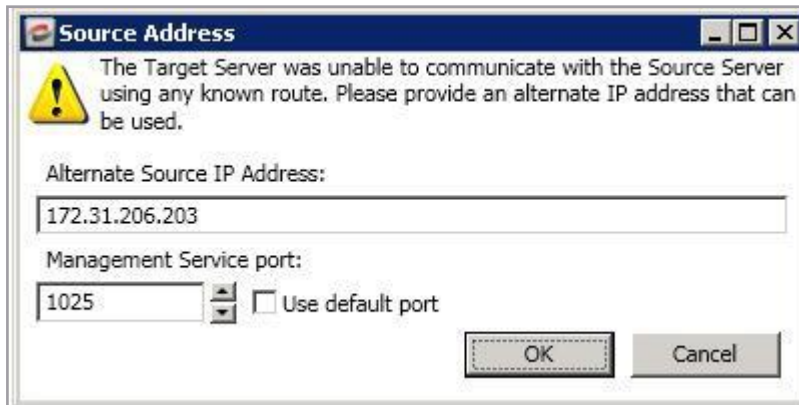 Source Address
The Target Server was unable to communicate with the Source Server
using any known route. Please provide an alternate IP address that can
be used.
Alternate Source IP Address:
172.31.206.203
Management Service port:
1025
Use default port
OK Cancel